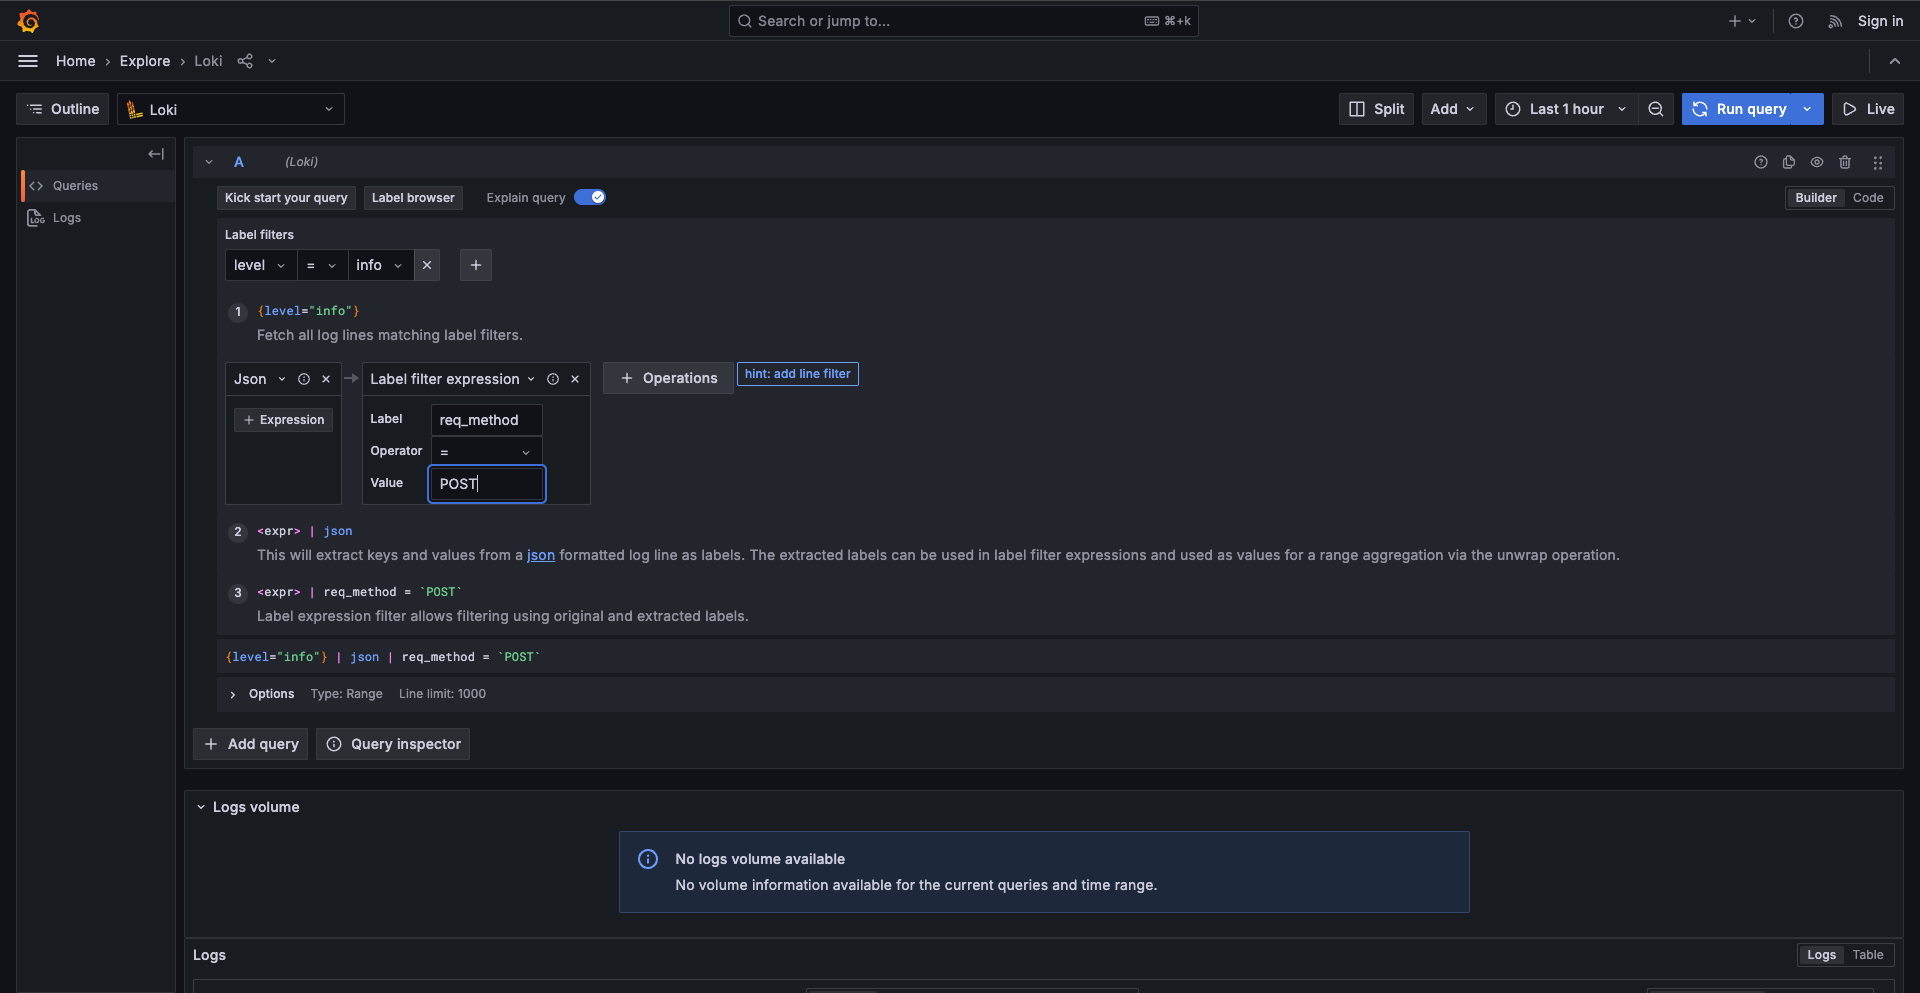 Search or jump to... ⌘+k
Sign in
Home › Explore › Loki
Outline
Loki
Split
Add
Last 1 hour
Run query
Live
Queries
Logs
A (Loki)
Kick start your query
Label browser
Explain query
Builder
Code
Label filters
level = info
1 {level="info"}
Fetch all log lines matching label filters.
Json
+ Expression
Label filter expression
Label req_method
Operator =
Value POST
+ Operations
hint: add line filter
2 <expr> | json
This will extract keys and values from a json formatted log line as labels. The extracted labels can be used in label filter expressions and used as values for a range aggregation via the unwrap operation.
3 <expr> | req_method = `POST`
Label expression filter allows filtering using original and extracted labels.
{level="info"} | json | req_method = `POST`
Options Type: Range Line limit: 1000
+ Add query
Query inspector
Logs volume
No logs volume available
No volume information available for the current queries and time range.
Logs
Logs
Table